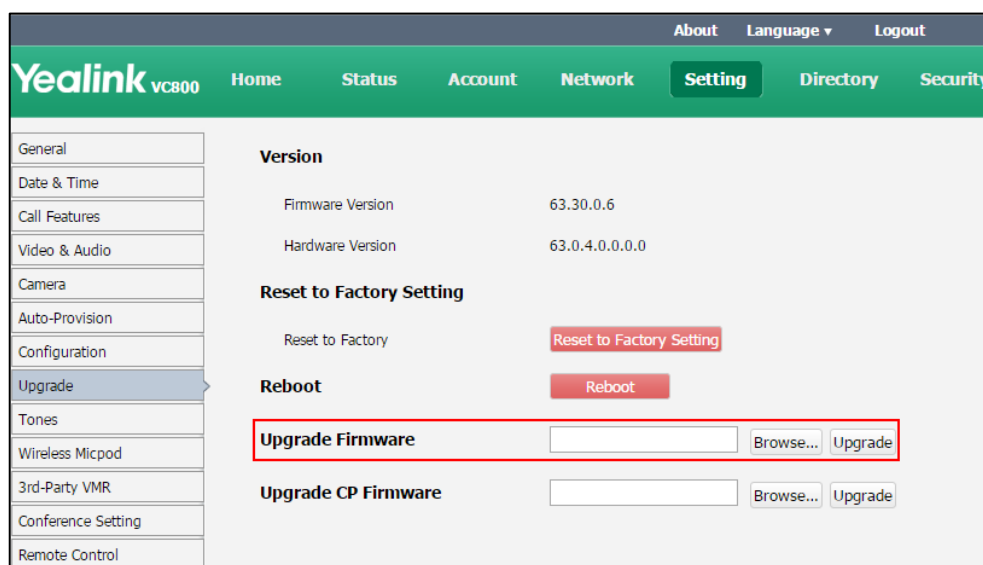 About Language ▾ Logout
Yealink VC800 Home Status Account Network Setting Directory Security
General
Date & Time
Call Features
Video & Audio
Camera
Auto-Provision
Configuration
Upgrade
Tones
Wireless Micpod
3rd-Party VMR
Conference Setting
Remote Control
Version
Firmware Version 63.30.0.6
Hardware Version 63.0.4.0.0.0.0
Reset to Factory Setting
Reset to Factory Reset to Factory Setting
Reboot Reboot
Upgrade Firmware Browse... Upgrade
Upgrade CP Firmware Browse... Upgrade